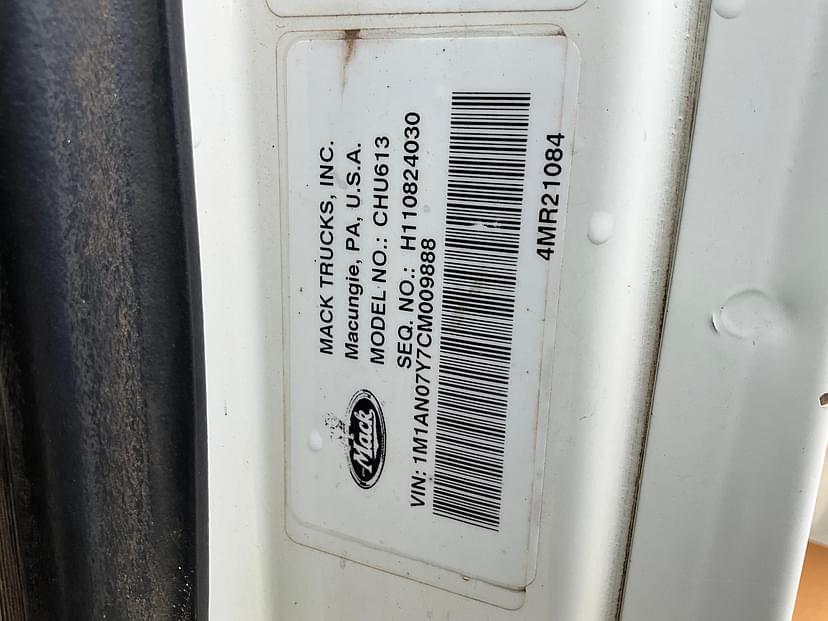 MACK TRUCKS, INC.
Macungie, PA, U.S.A.
MODEL NO.: CHU613
SEQ. NO.: H110824030
Mack
VIN: 1M1AN07Y7CM009888
4MR21084